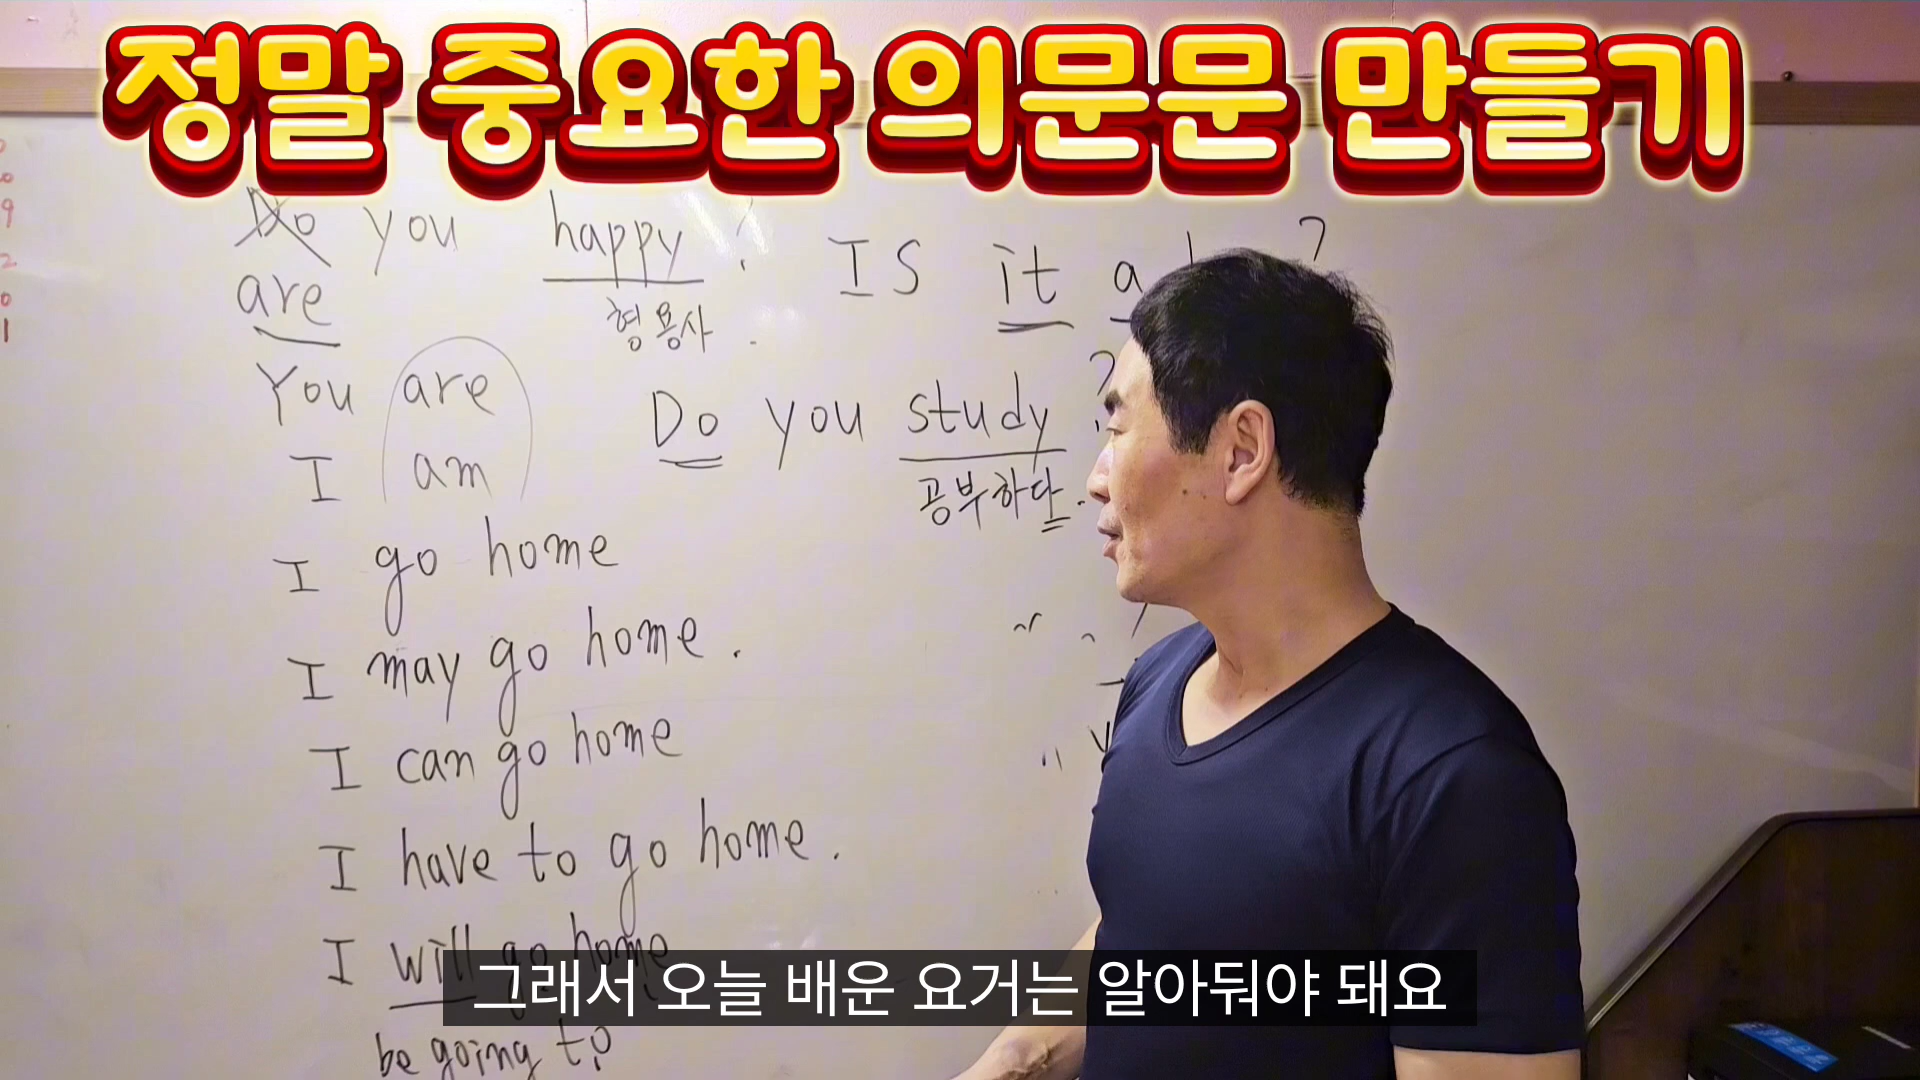 정말 중요한 의문문 만들기
Do you happy ?
are
형용사
IS it a ?
You are
I am
Do you study ?
공부하다.
I go home
I may go home.
I can go home
I have to go home.
I will go home
be going to
그래서 오늘 배운 요거는 알아둬야 돼요